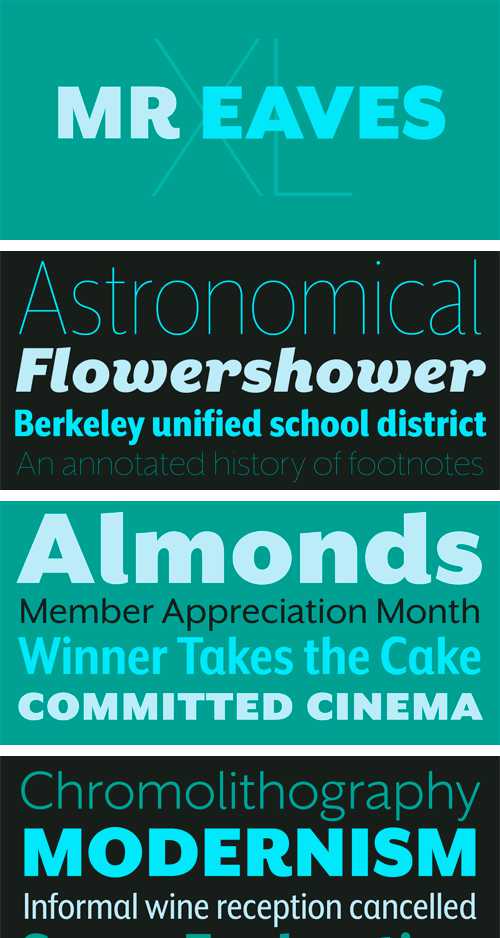 XL
MR EAVES
Astronomical
Flowershower
Berkeley unified school district
An annotated history of footnotes
Almonds
Member Appreciation Month
Winner Takes the Cake
COMMITTED CINEMA
Chromolithography
MODERNISM
Informal wine reception cancelled